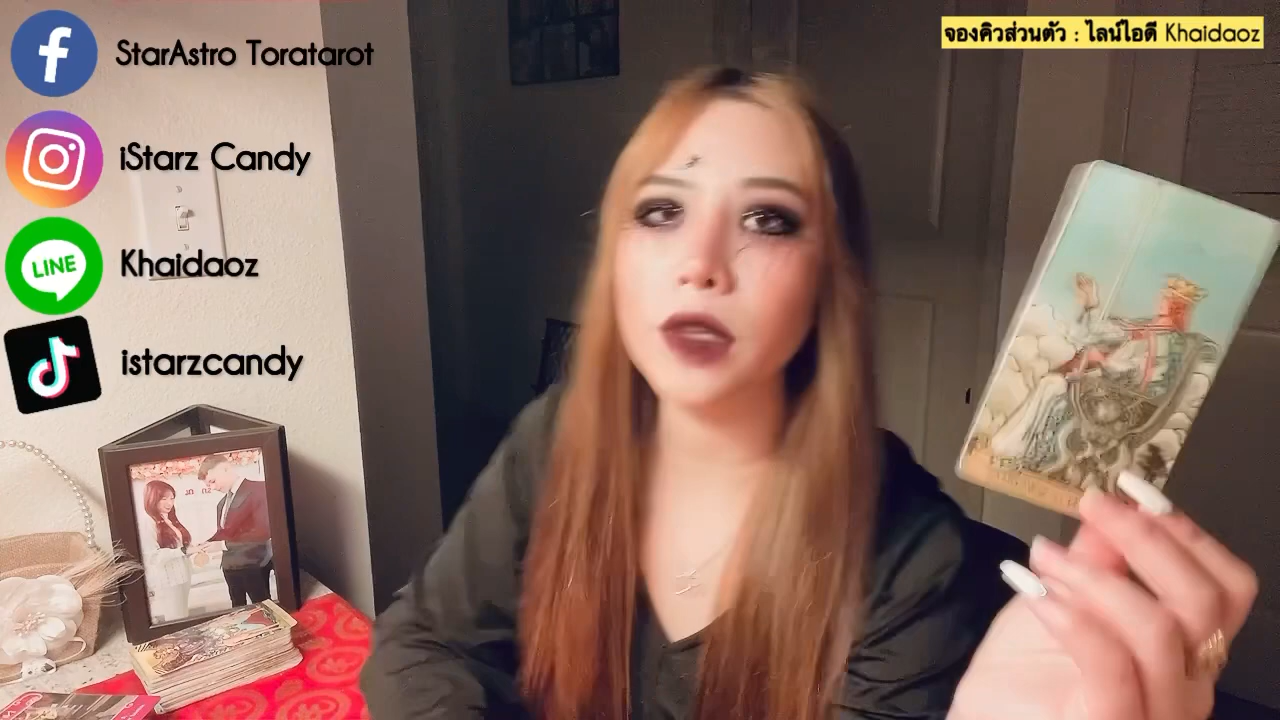 StarAstro Toratarot
จองคิวส่วนตัว : ไลน์ไอดี Khaidaoz
iStarz Candy
LINE
Khaidaoz
istarzcandy